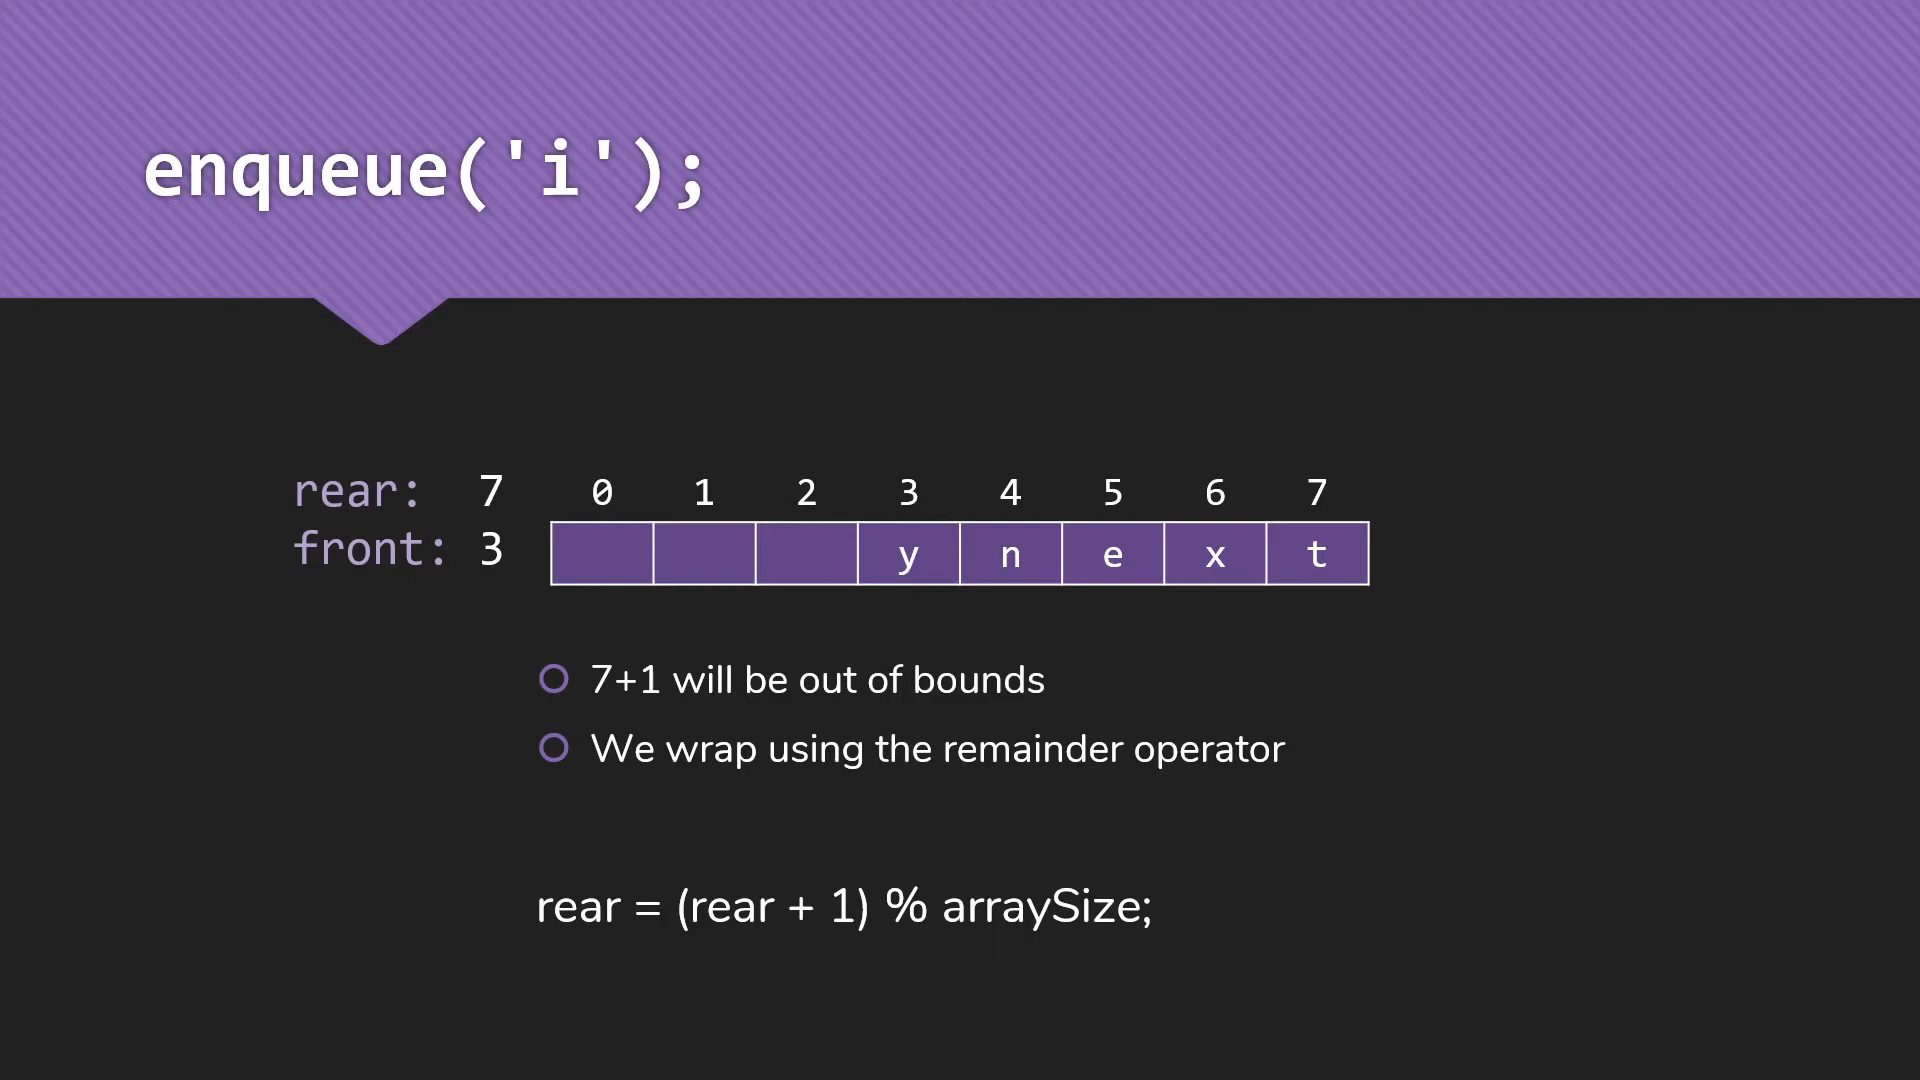 enqueue('i');
rear: 7 0 1 2 3 4 5 6 7
front: 3 y n e x t
7+1 will be out of bounds
We wrap using the remainder operator
rear = (rear + 1) % arraySize;